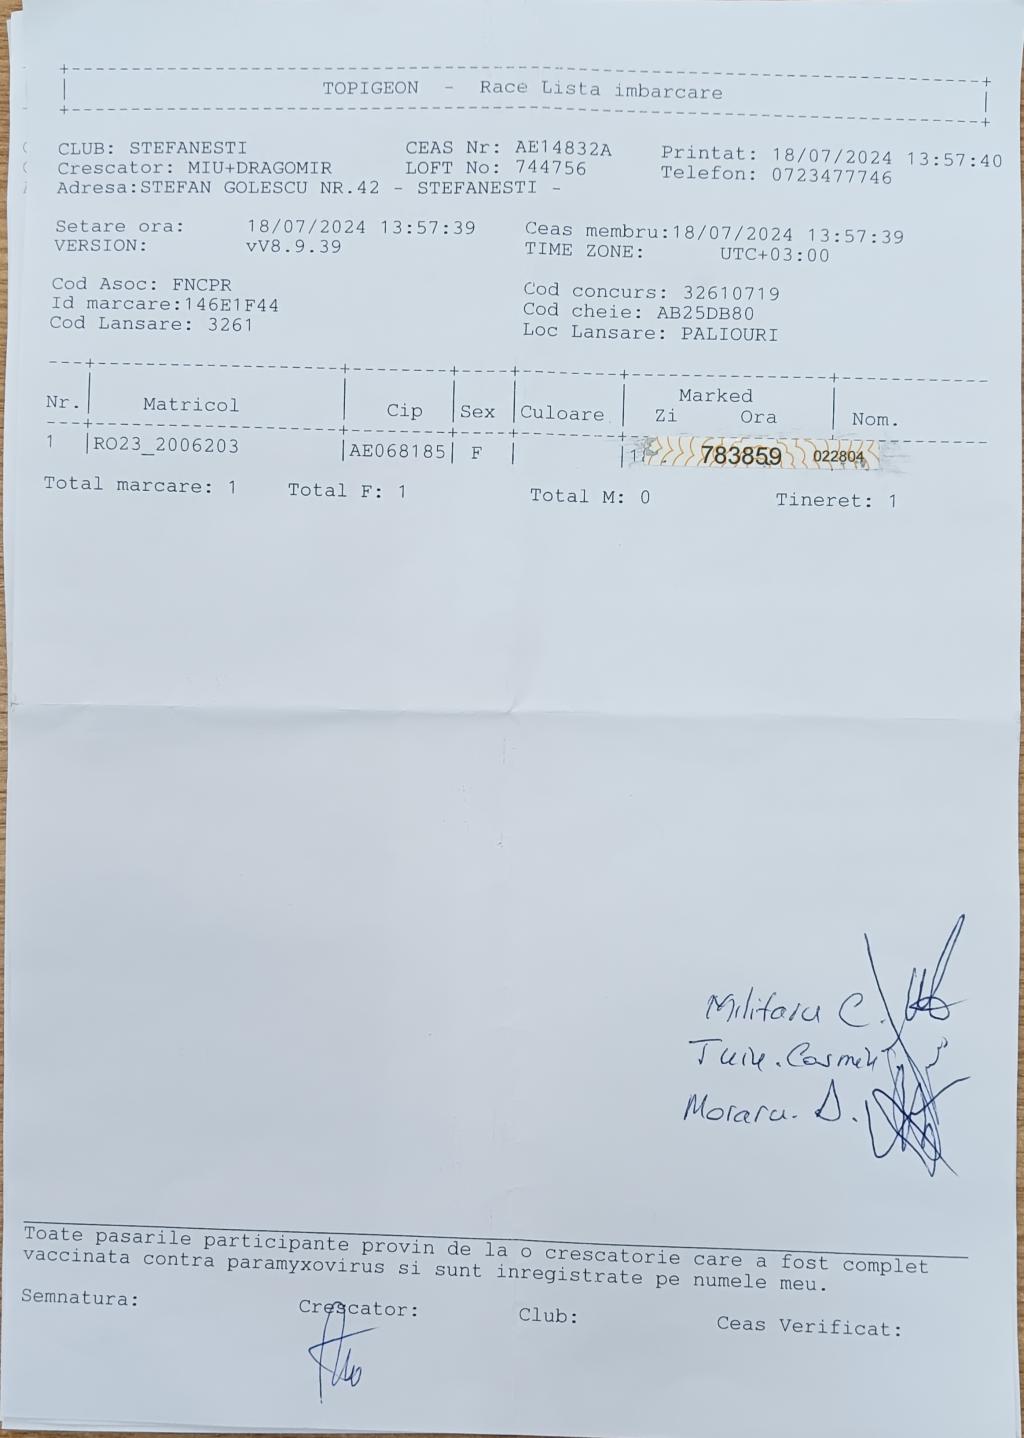 TOPIGEON - Race Lista imbarcare
CLUB: STEFANESTI CEAS Nr: AE14832A Printat: 18/07/2024 13:57:40
Crescator: MIU+DRAGOMIR LOFT No: 744756 Telefon: 0723477746
Adresa:STEFAN GOLESCU NR.42 - STEFANESTI -
Setare ora: 18/07/2024 13:57:39 Ceas membru:18/07/2024 13:57:39
VERSION: vV8.9.39 TIME ZONE: UTC+03:00
Cod Asoc: FNCPR Cod concurs: 32610719
Id marcare:146E1F44 Cod cheie: AB25DB80
Cod Lansare: 3261 Loc Lansare: PALIOURI
Marked
Nr. Matricol Cip Sex Culoare Zi Ora Nom.
1 RO23_2006203 AE068185 F 783859 022804
Total marcare: 1 Total F: 1 Total M: 0 Tineret: 1
Militaru C.
Cosmin
Moraru. D.
Toate pasarile participante provin de la o crescatorie care a fost complet
vaccinata contra paramyxovirus si sunt inregistrate pe numele meu.
Semnatura: Crescator: Club: Ceas Verificat: